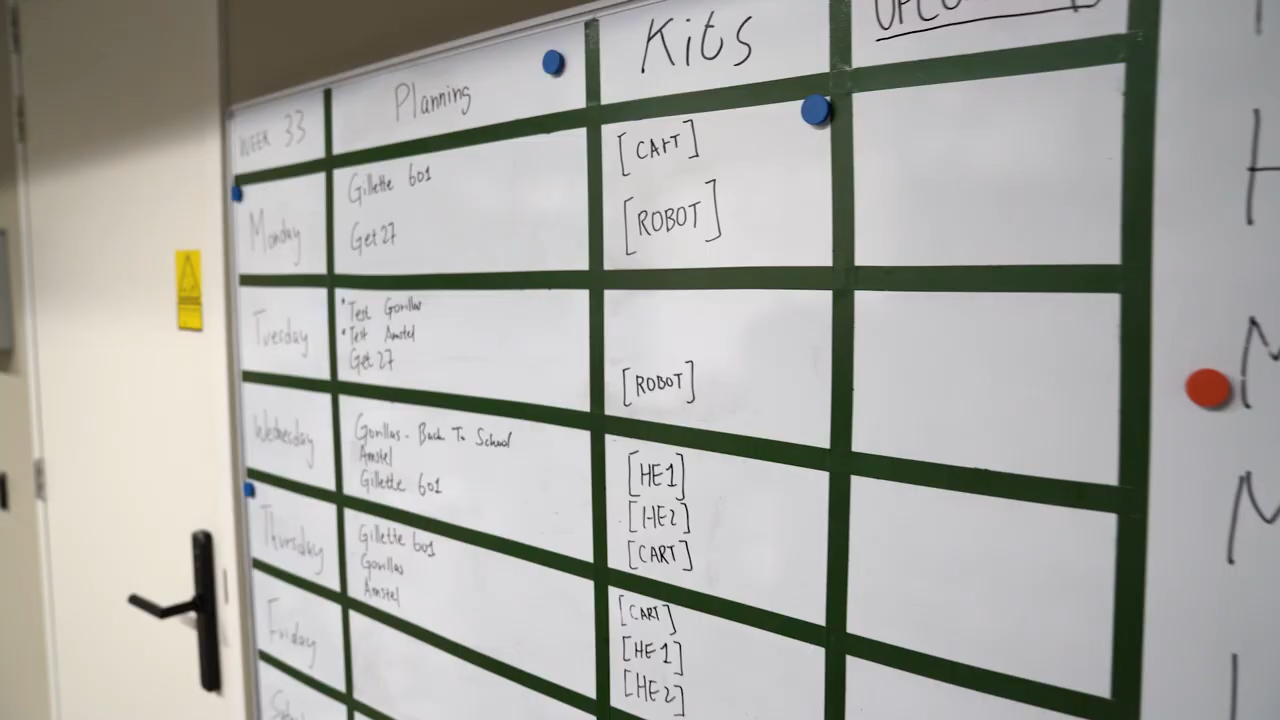 WEEK 33
Planning
Kits
Monday
Gillette 601
Get 27
[CART]
[ROBOT]
Tuesday
• Test Gorillas
• Test Amstel
Get 27
[ROBOT]
Wednesday
Gorillas - Back To School
Amstel
Gillette 601
[HE1]
[HE2]
[CART]
Thursday
Gillette 601
Gorillas
Amstel
[CART]
[HE1]
[HE2]
Friday